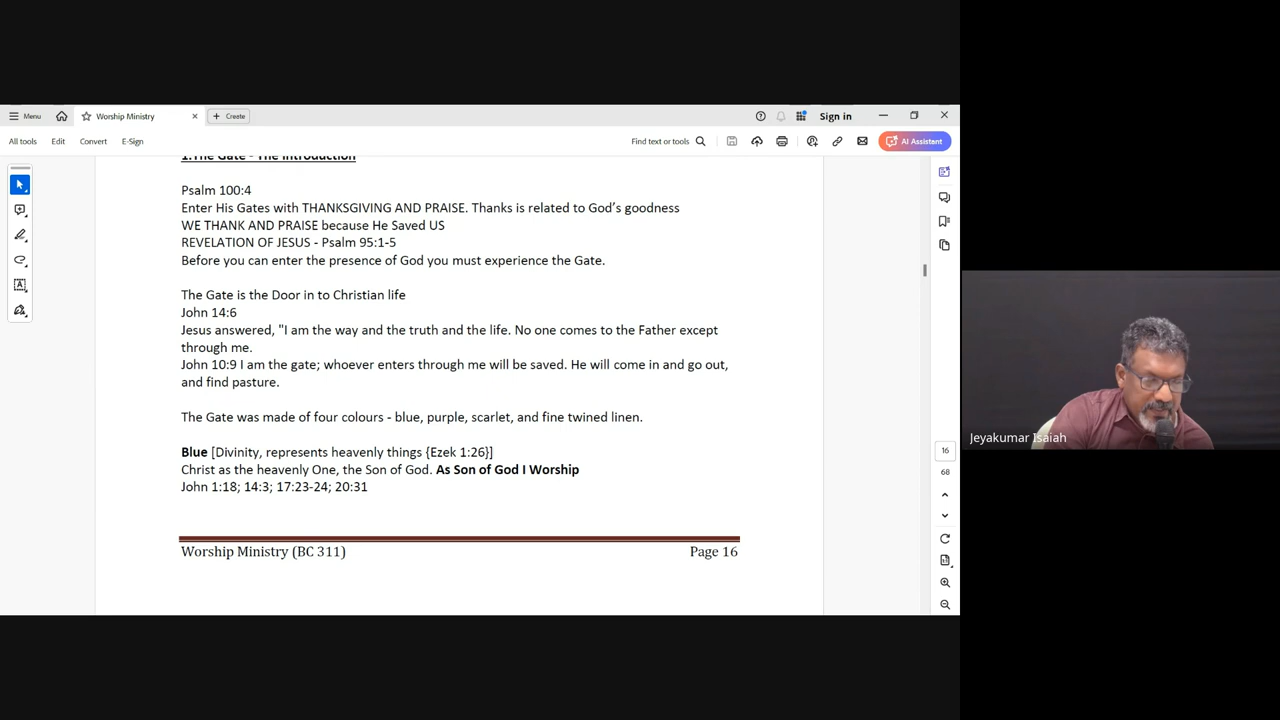 Menu
Worship Ministry
Create
Sign in
All tools
Edit
Convert
E-Sign
Find text or tools
AI Assistant
1.The Gate - The Introduction
Psalm 100:4
Enter His Gates with THANKSGIVING AND PRAISE. Thanks is related to God's goodness
WE THANK AND PRAISE because He Saved US
REVELATION OF JESUS - Psalm 95:1-5
Before you can enter the presence of God you must experience the Gate.
The Gate is the Door in to Christian life
John 14:6
Jesus answered, "I am the way and the truth and the life. No one comes to the Father except
through me.
John 10:9 I am the gate; whoever enters through me will be saved. He will come in and go out,
and find pasture.
The Gate was made of four colours - blue, purple, scarlet, and fine twined linen.
Blue [Divinity, represents heavenly things {Ezek 1:26}]
Christ as the heavenly One, the Son of God. As Son of God I Worship
John 1:18; 14:3; 17:23-24; 20:31
Worship Ministry (BC 311)
Page 16
16
68
Jeyakumar Isaiah